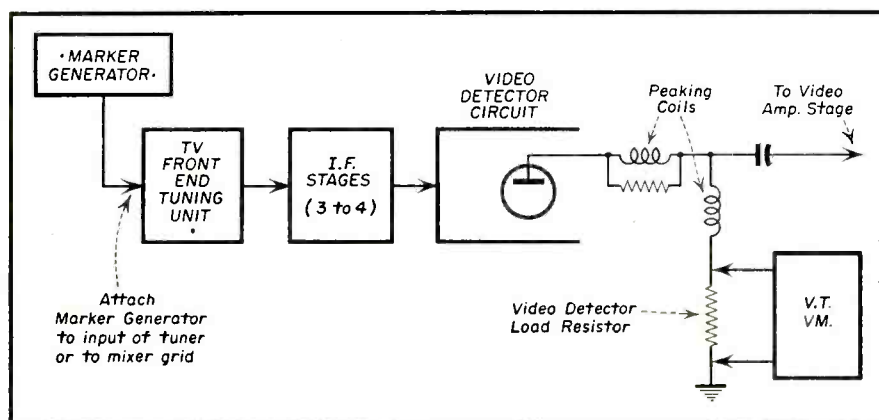 ·MARKER
GENERATOR·
TV
FRONT
END
TUNING
UNIT
I.F.
STAGES
(3 to 4)
VIDEO
DETECTOR
CIRCUIT
Peaking
Coils
To Video
Amp. Stage
Attach
Marker Generator
to input of tuner
or to mixer grid
Video Detector
Load Resistor
V.T.
VM.